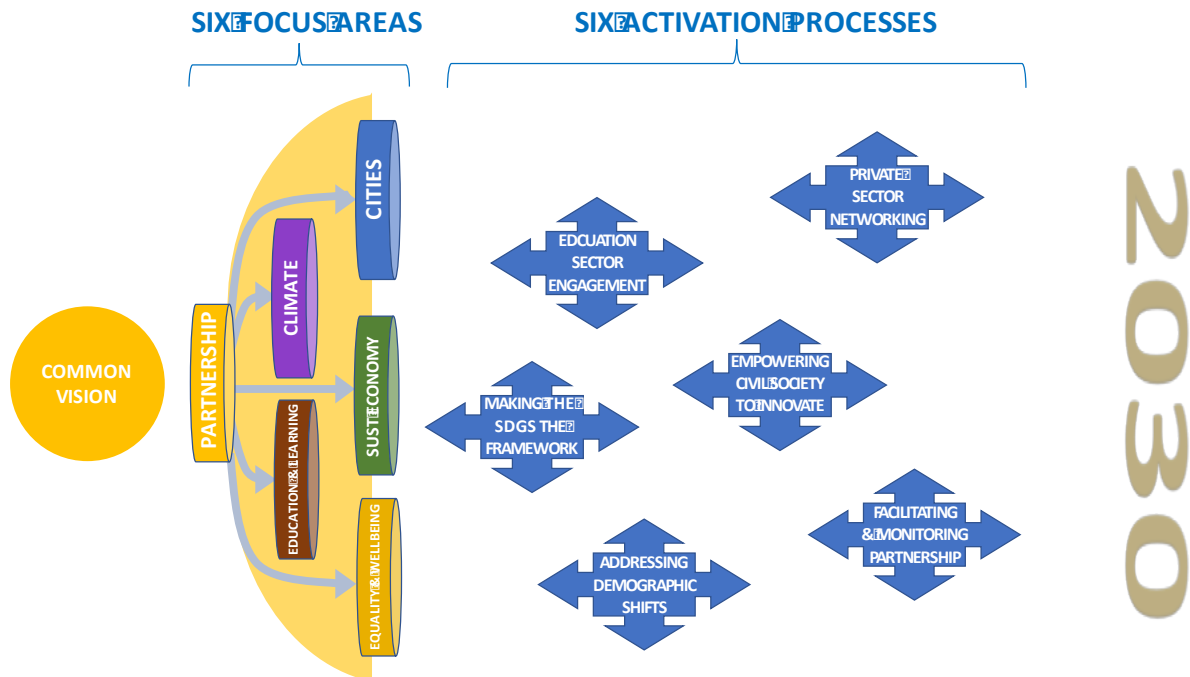 SIX FOCUS AREAS
SIX ACTIVATION PROCESSES
COMMON
VISION
PARTNERSHIP
CITIES
CLIMATE
SUST ECONOMY
EDUCATION & LEARNING
EQUALITY & WELLBEING
PRIVATE
SECTOR
NETWORKING
EDCUATION
SECTOR
ENGAGEMENT
EMPOWERING
CIVIL SOCIETY
TO INNOVATE
MAKING THE
SDGS THE
FRAMEWORK
FACILITATING
& MONITORING
PARTNERSHIP
ADDRESSING
DEMOGRAPHIC
SHIFTS
2030